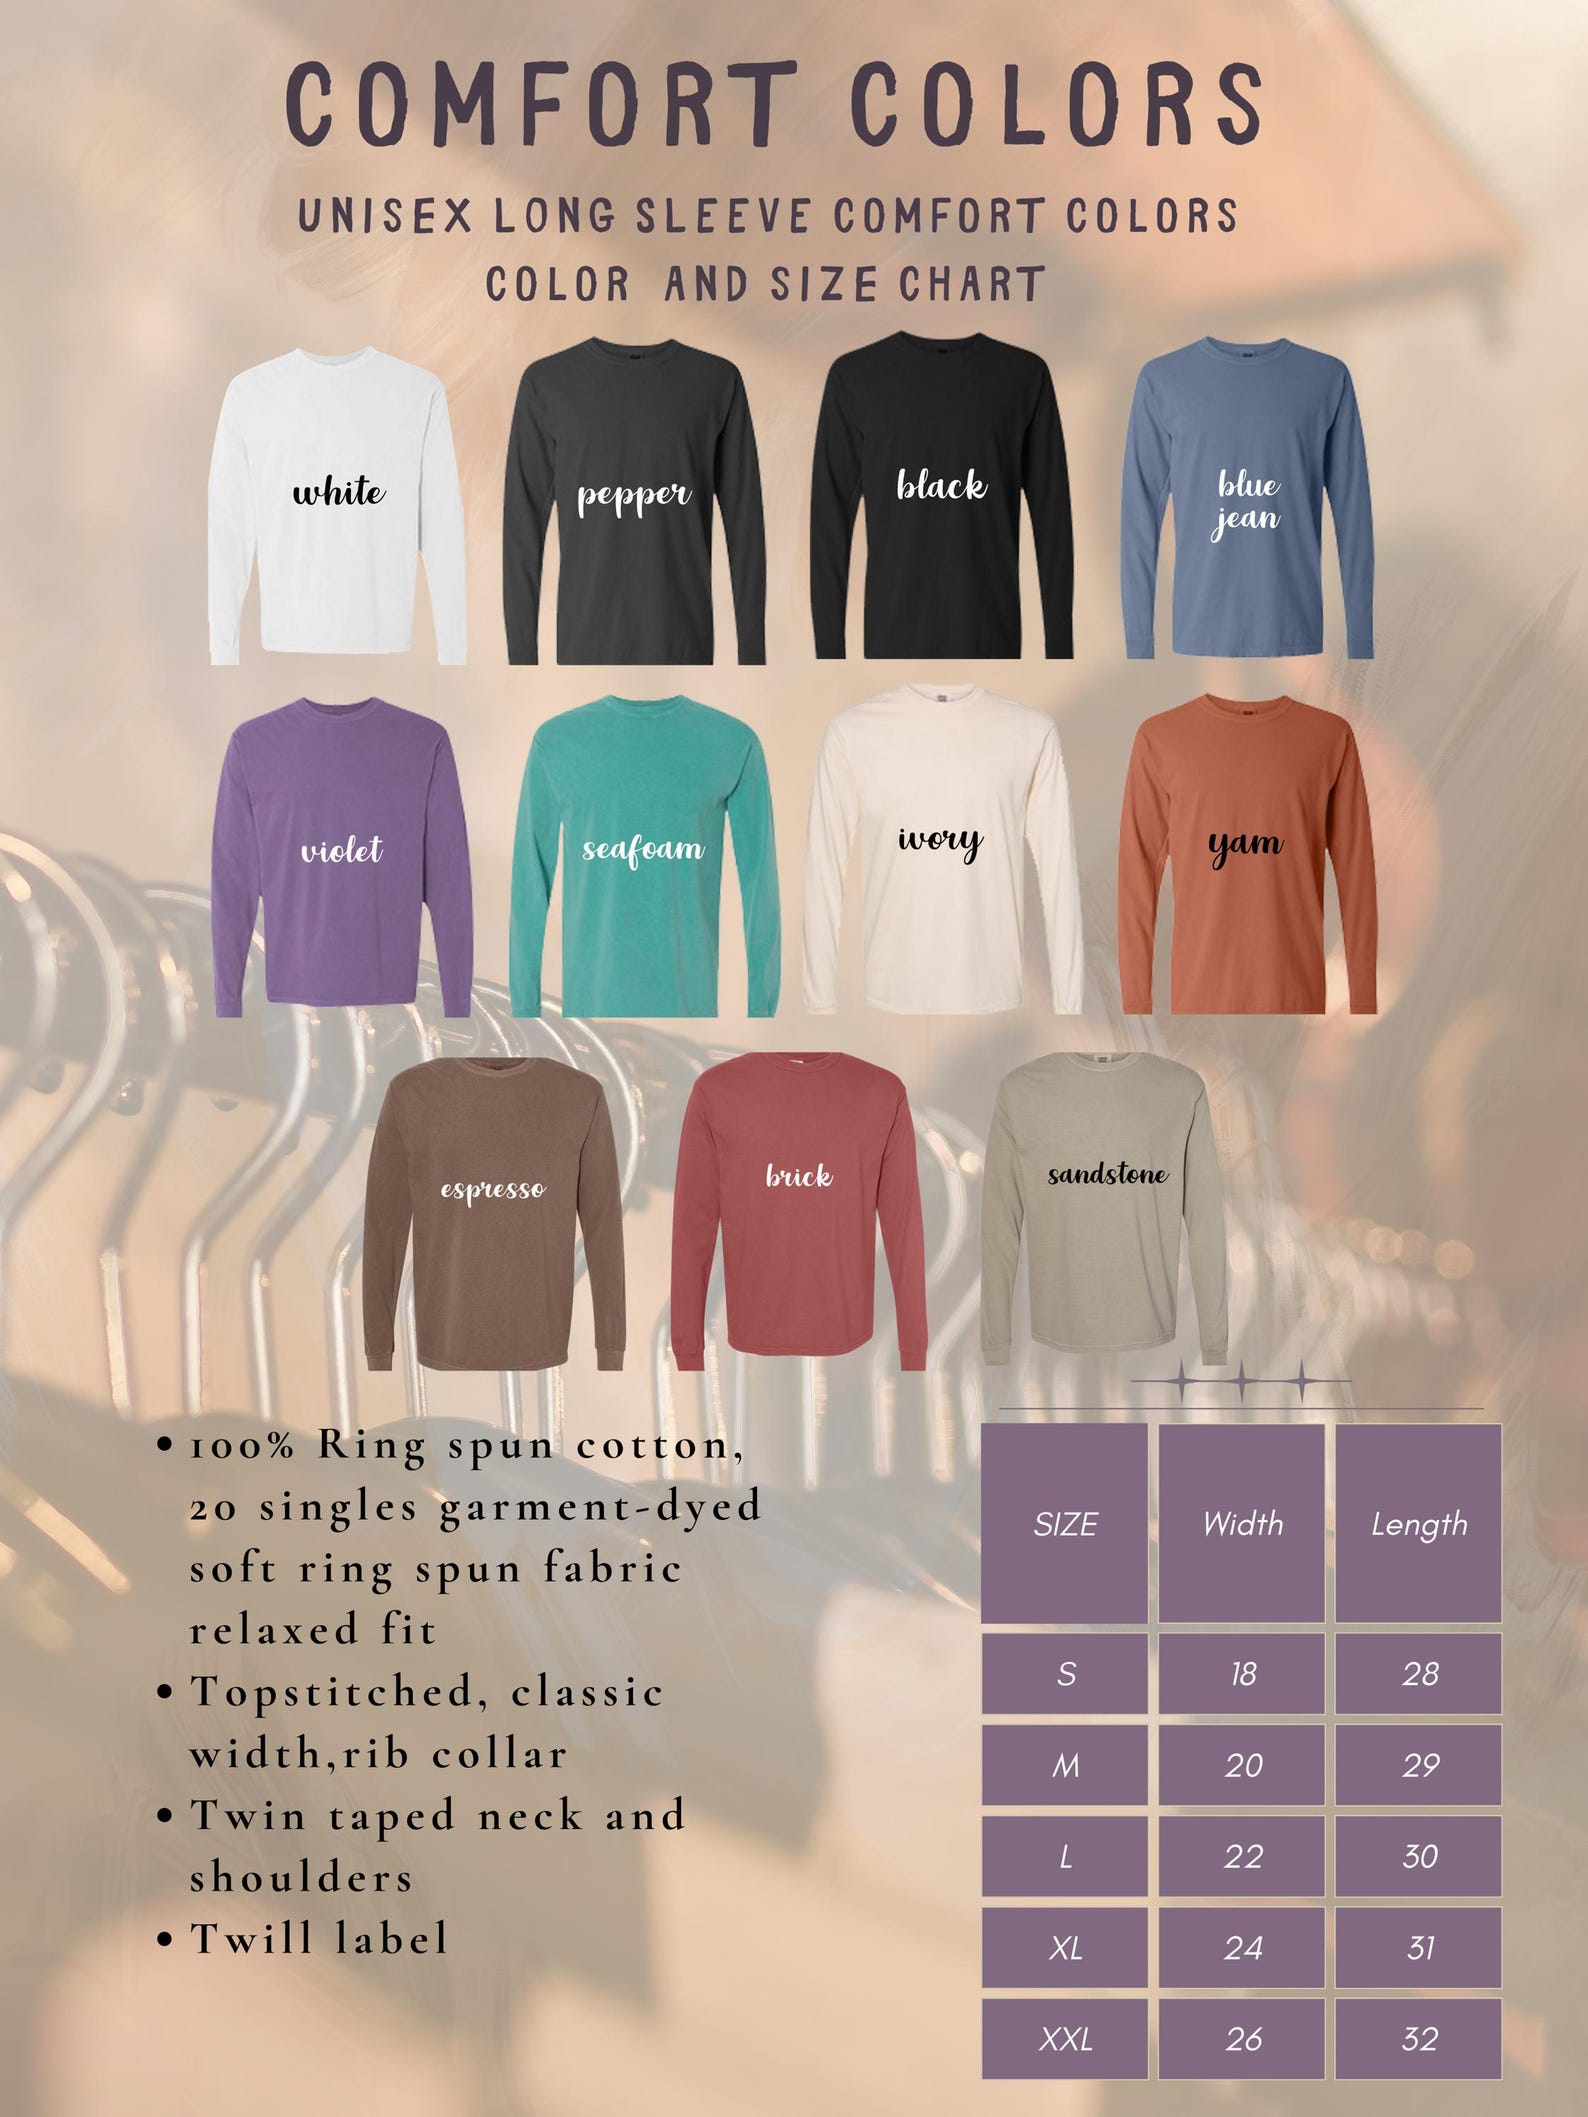 COMFORT COLORS
UNISEX LONG SLEEVE COMFORT COLORS
COLOR AND SIZE CHART
white
pepper
black
blue
jean
violet
seafoam
ivory
yam
espresso
brick
sandstone
• 100% Ring spun cotton,
20 singles garment-dyed
soft ring spun fabric
relaxed fit
• Topstitched, classic
width,rib collar
• Twin taped neck and
shoulders
• Twill label
SIZE Width Length
S 18 28
M 20 29
L 22 30
XL 24 31
XXL 26 32